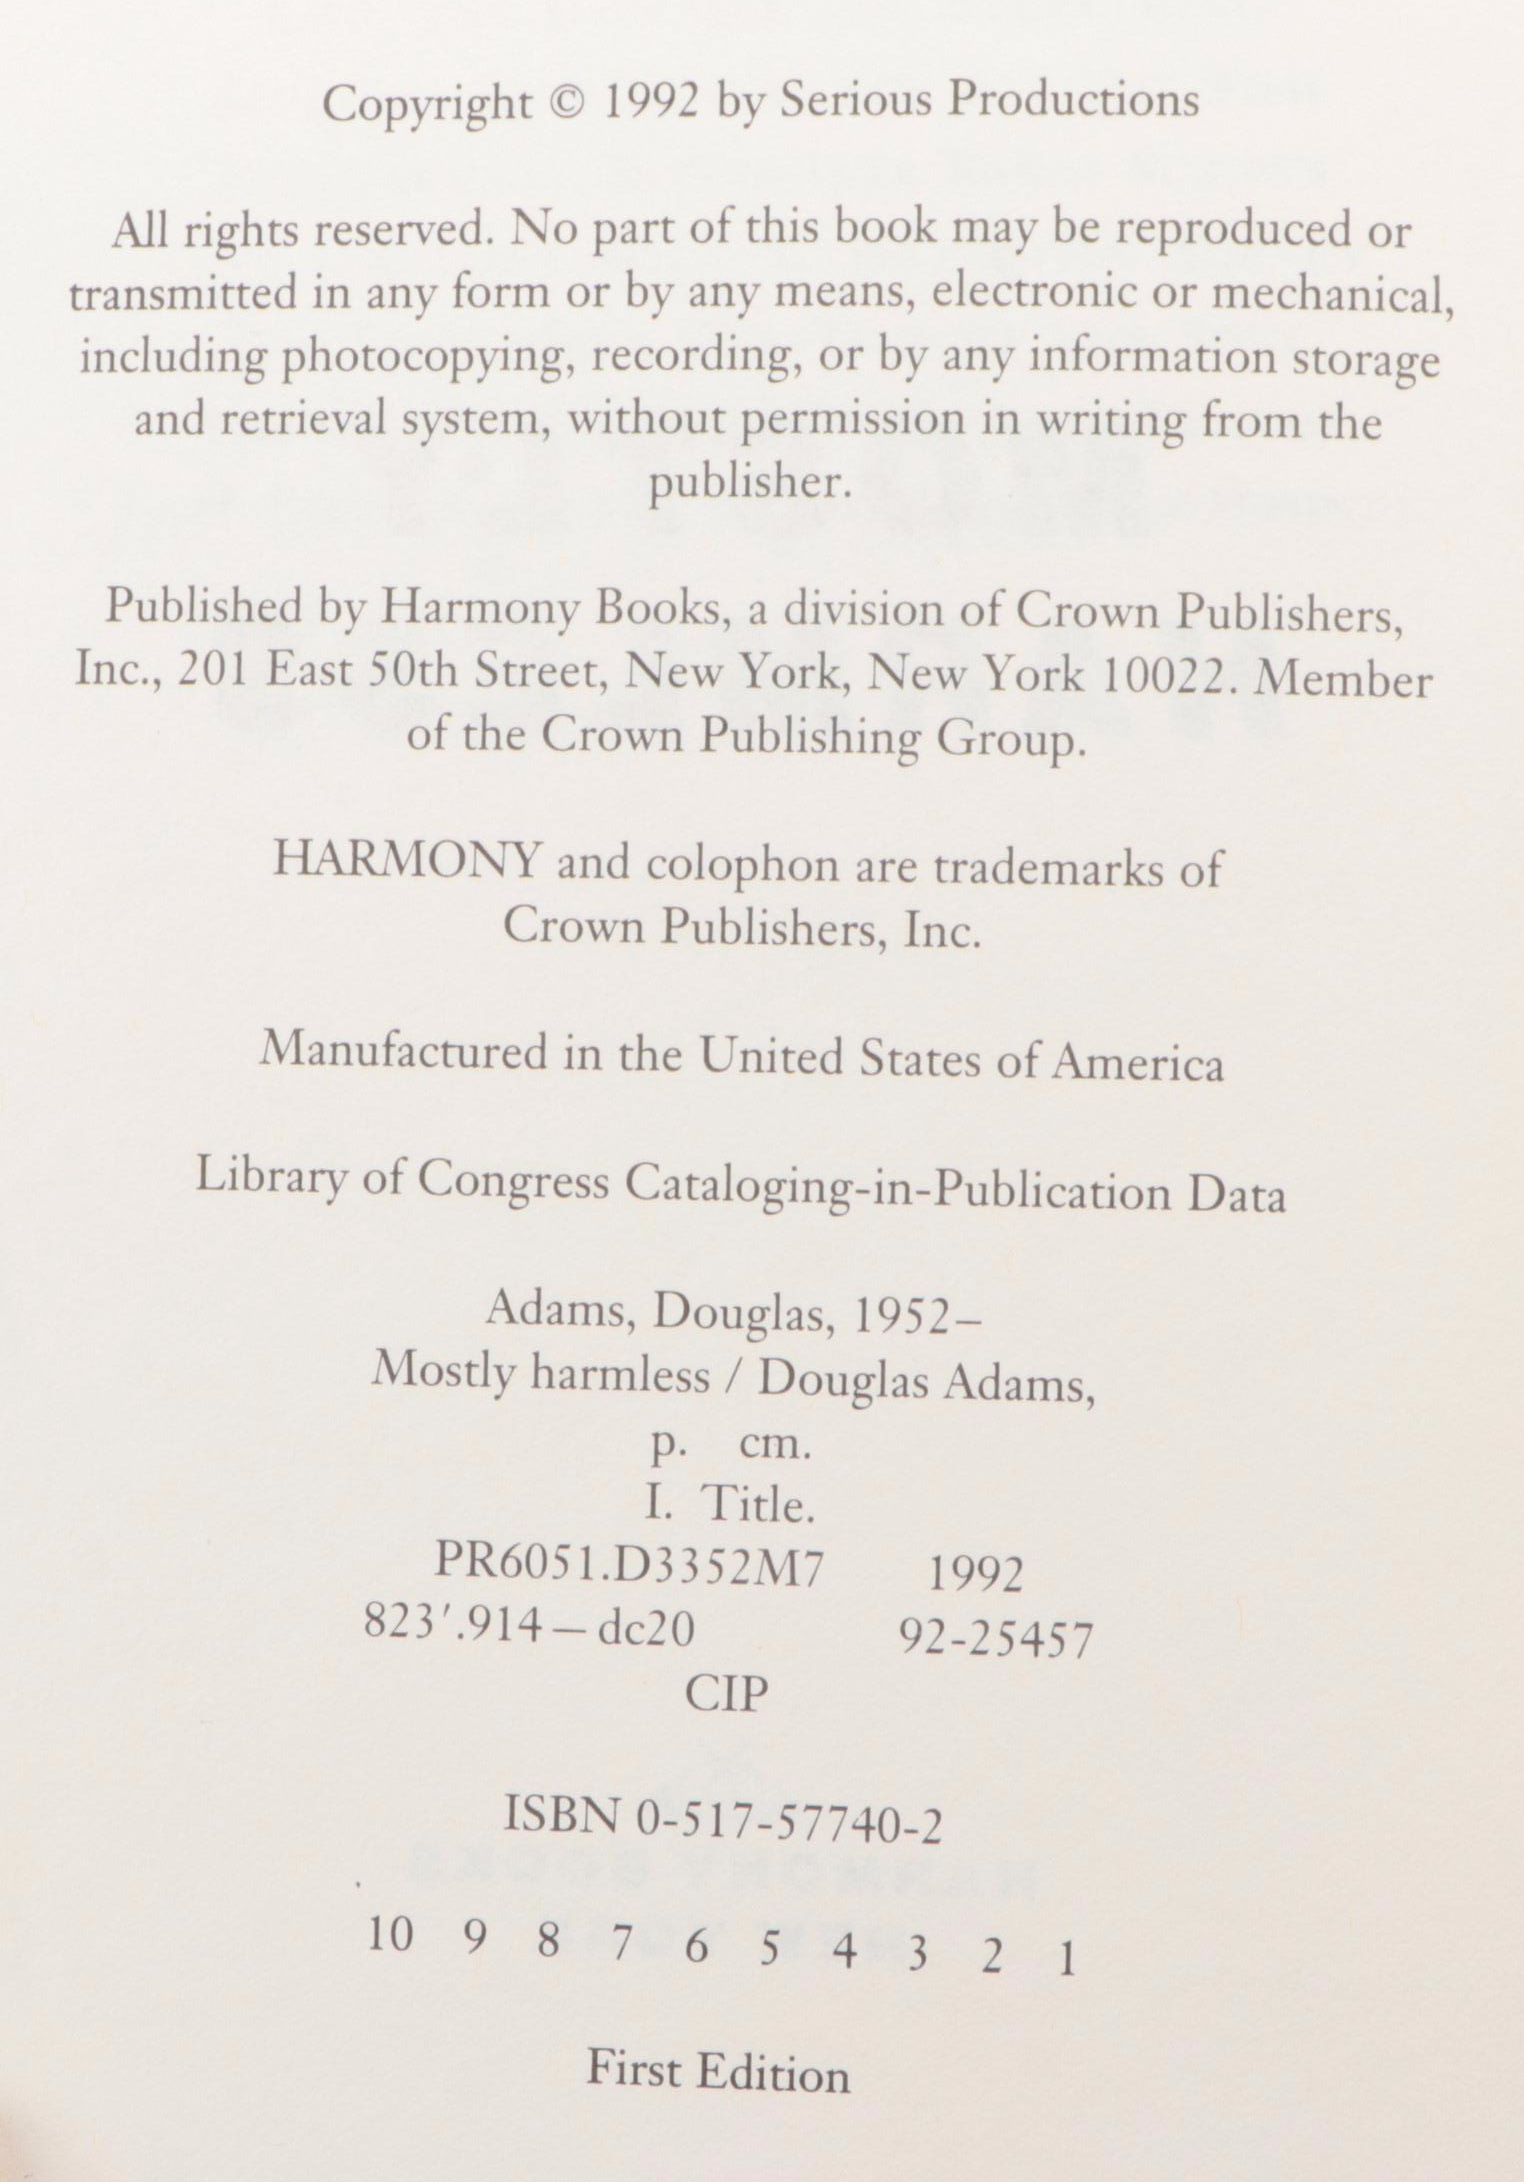 Copyright © 1992 by Serious Productions
All rights reserved. No part of this book may be reproduced or
transmitted in any form or by any means, electronic or mechanical,
including photocopying, recording, or by any information storage
and retrieval system, without permission in writing from the
publisher.
Published by Harmony Books, a division of Crown Publishers,
Inc., 201 East 50th Street, New York, New York 10022. Member
of the Crown Publishing Group.
HARMONY and colophon are trademarks of
Crown Publishers, Inc.
Manufactured in the United States of America
Library of Congress Cataloging-in-Publication Data
Adams, Douglas, 1952–
Mostly harmless / Douglas Adams,
p. cm.
I. Title.
PR6051.D3352M7 1992
823′.914—dc20 92-25457
CIP
ISBN 0-517-57740-2
10 9 8 7 6 5 4 3 2 1
First Edition